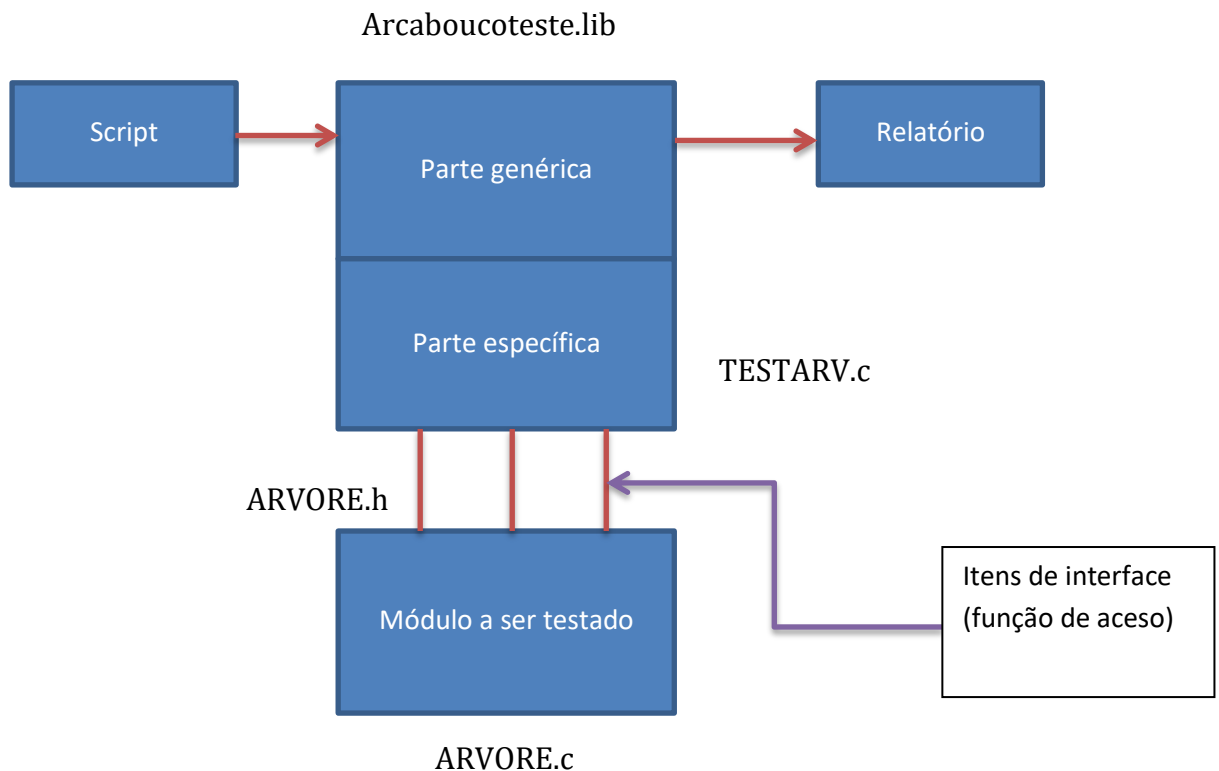 Arcaboucoteste.lib
Script
Parte genérica
Relatório
Parte específica
TESTARV.c
ARVORE.h
Itens de interface
(função de aceso)
Módulo a ser testado
ARVORE.c